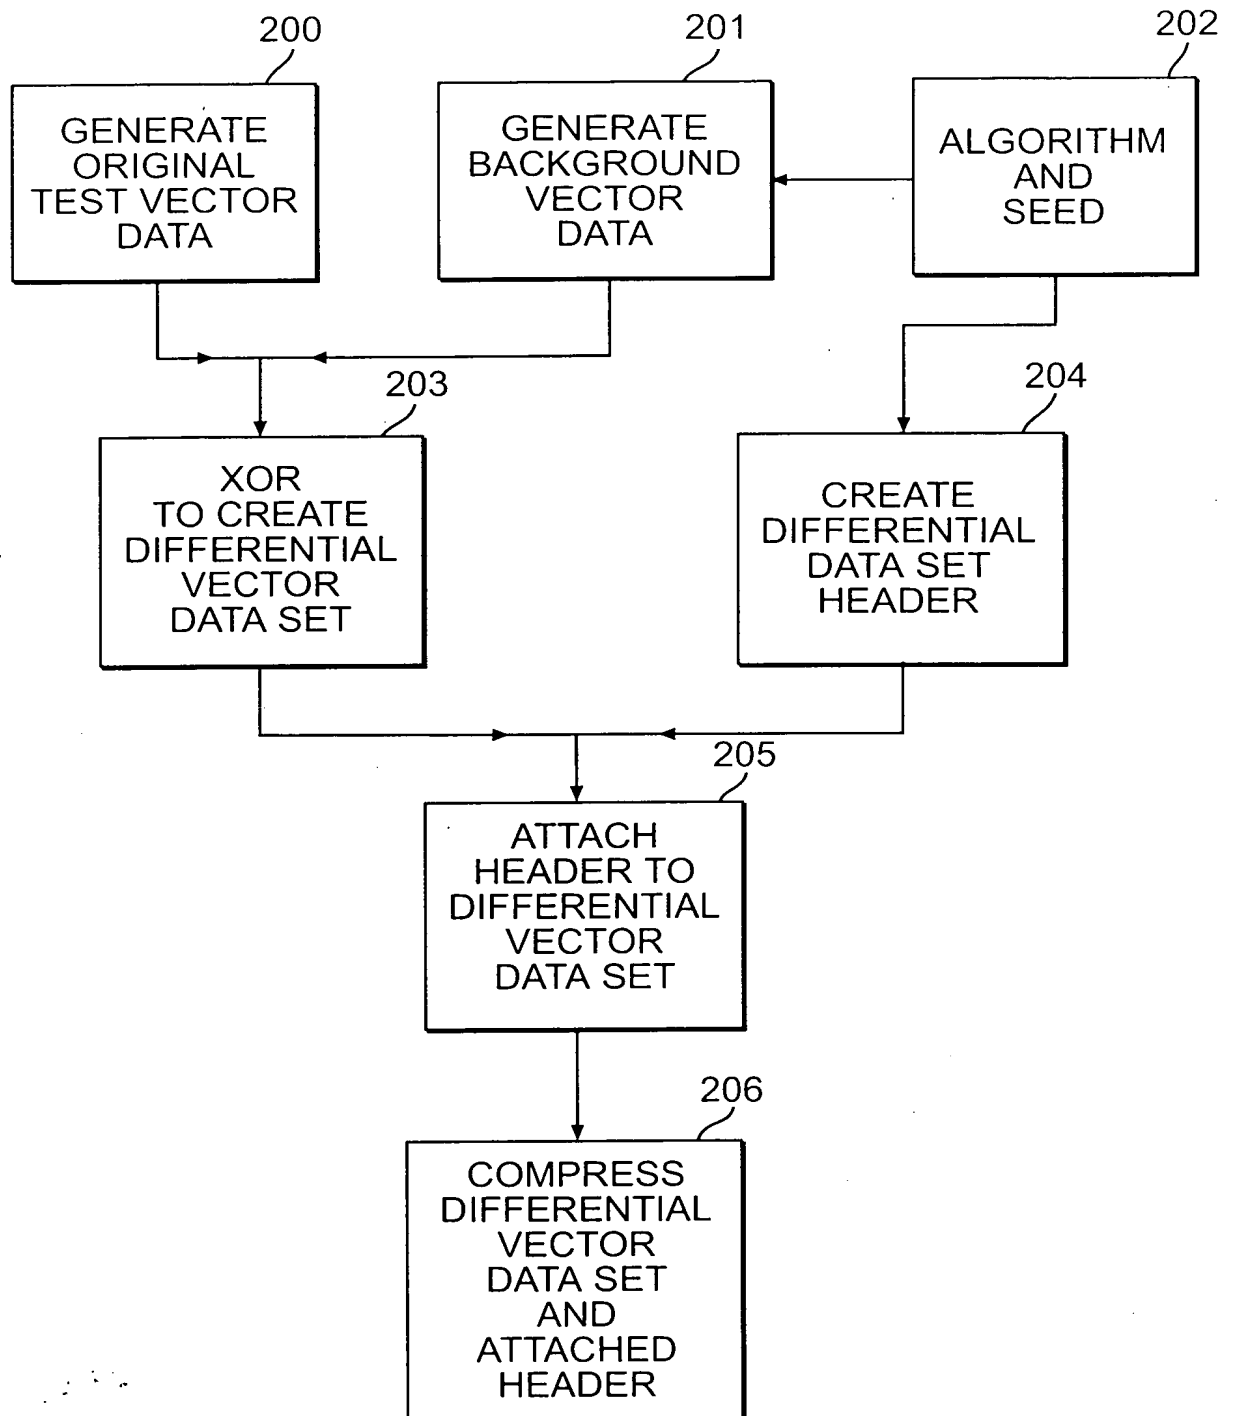 200
GENERATE
ORIGINAL
TEST VECTOR
DATA
201
GENERATE
BACKGROUND
VECTOR
DATA
202
ALGORITHM
AND
SEED
203
XOR
TO CREATE
DIFFERENTIAL
VECTOR
DATA SET
204
CREATE
DIFFERENTIAL
DATA SET
HEADER
205
ATTACH
HEADER TO
DIFFERENTIAL
VECTOR
DATA SET
206
COMPRESS
DIFFERENTIAL
VECTOR
DATA SET
AND
ATTACHED
HEADER